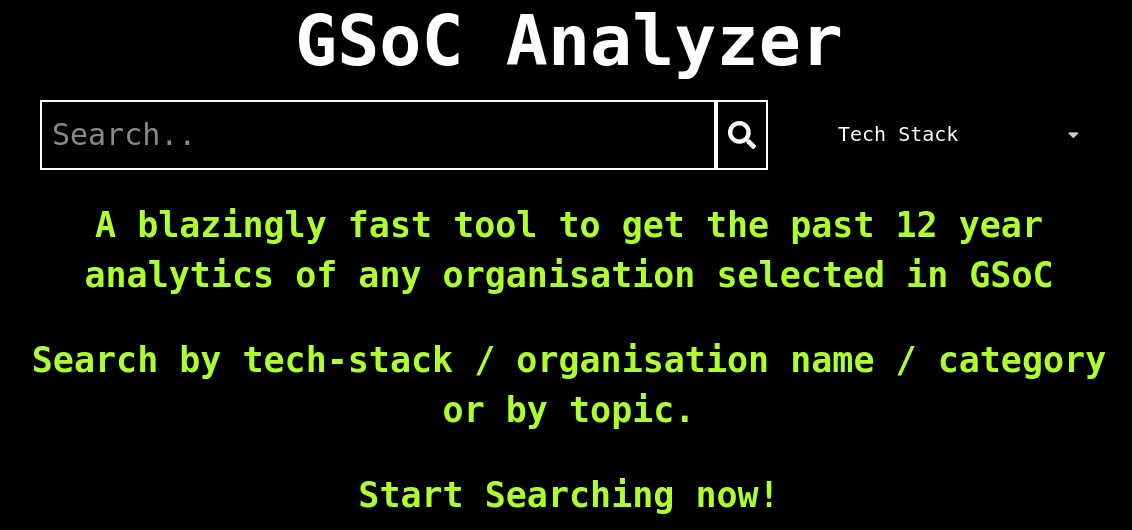 GSoC Analyzer
Search..
Tech Stack
A blazingly fast tool to get the past 12 year
analytics of any organisation selected in GSoC
Search by tech-stack / organisation name / category
or by topic.
Start Searching now!